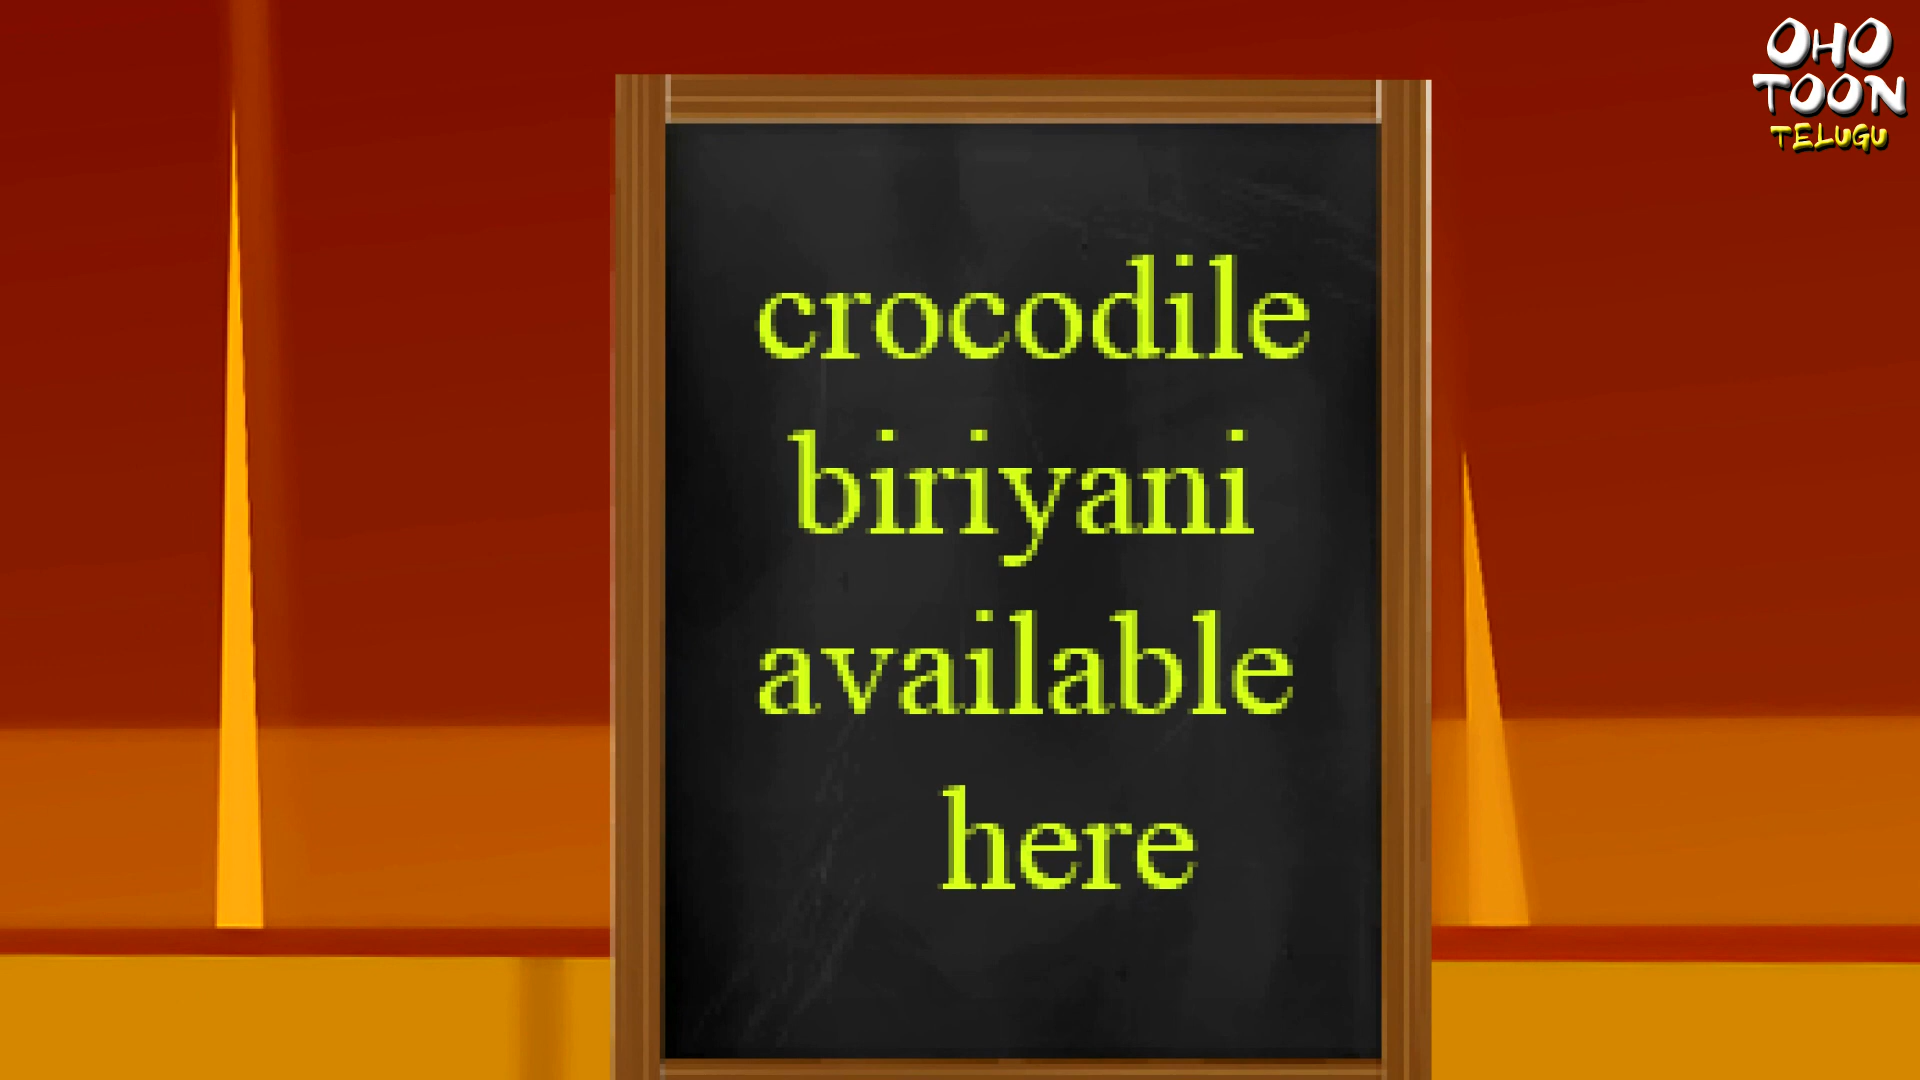 OHO
TOON
TELUGU
crocodile
biriyani
available
here